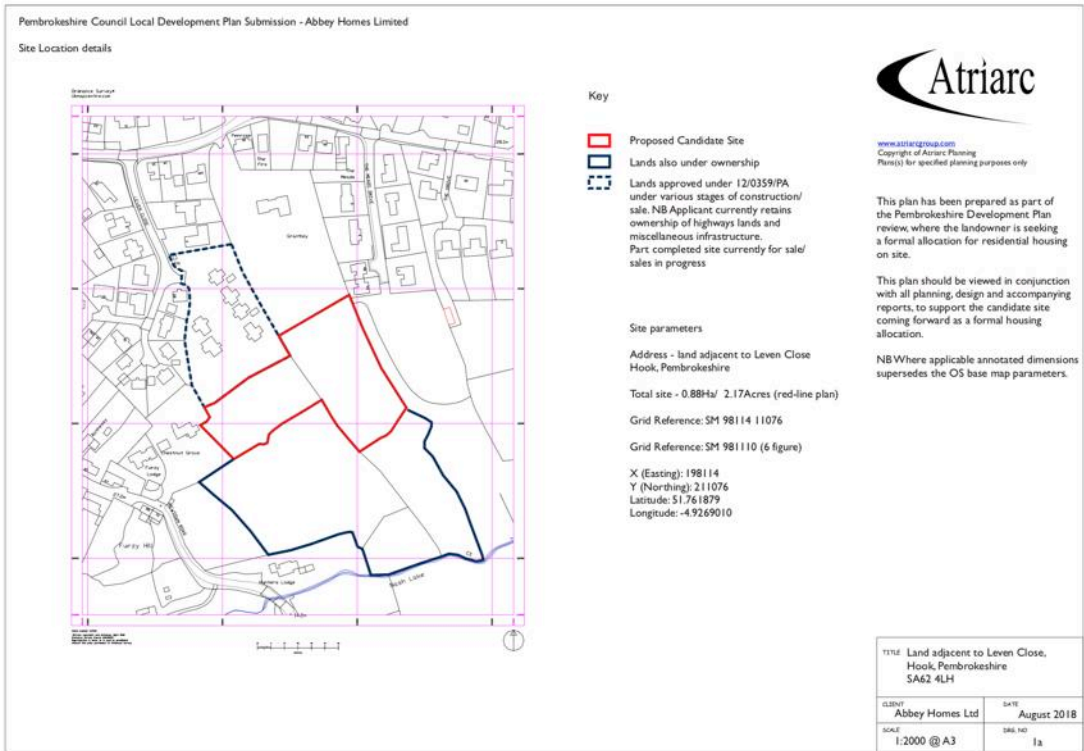 Pembrokeshire Council Local Development Plan Submission - Abbey Homes Limited
Site Location details
Ordnance Survey®
Key
Proposed Candidate Site
Lands also under ownership
Lands approved under 12/0359/PA
under various stages of construction/
sale. NB Applicant currently retains
ownership of highways lands and
miscellaneous infrastructure.
Part completed site currently for sale/
sales in progress
Site parameters
Address - land adjacent to Leven Close
Hook, Pembrokeshire
Total site - 0.88Ha/ 2.17Acres (red-line plan)
Grid Reference: SM 98114 11076
Grid Reference: SM 981110 (6 figure)
X (Easting): 198114
Y (Northing): 211076
Latitude: 51.761879
Longitude: -4.9269010
Atriarc
www.atriarcgroup.com
Copyright of Atriarc Planning
Plan(s) for specified planning purposes only
This plan has been prepared as part of
the Pembrokeshire Development Plan
review, where the landowner is seeking
a formal allocation for residential housing
on site.
This plan should be viewed in conjunction
with all planning, design and accompanying
reports, to support the candidate site
coming forward as a formal housing
allocation.
NB Where applicable annotated dimensions
supersedes the OS base map parameters.
Chestnut Grove
Furzy
Lodge
Furzy Hill
Nash Lake
TITLE Land adjacent to Leven Close,
Hook, Pembrokeshire
SA62 4LH
CLIENT
Abbey Homes Ltd
DATE
August 2018
SCALE
1:2000 @ A3
DRG. NO
1a